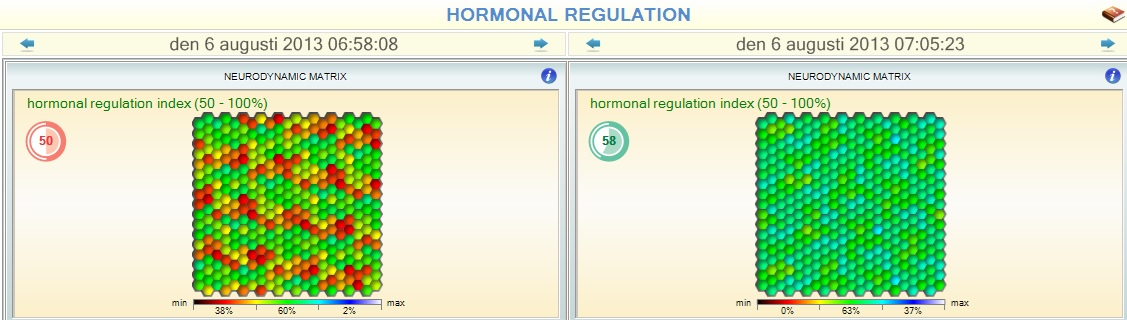 HORMONAL REGULATION
den 6 augusti 2013 06:58:08
den 6 augusti 2013 07:05:23
NEURODYNAMIC MATRIX
i
NEURODYNAMIC MATRIX
i
hormonal regulation index (50 - 100%)
50
hormonal regulation index (50 - 100%)
58
min
max
38%
60%
2%
min
max
0%
63%
37%